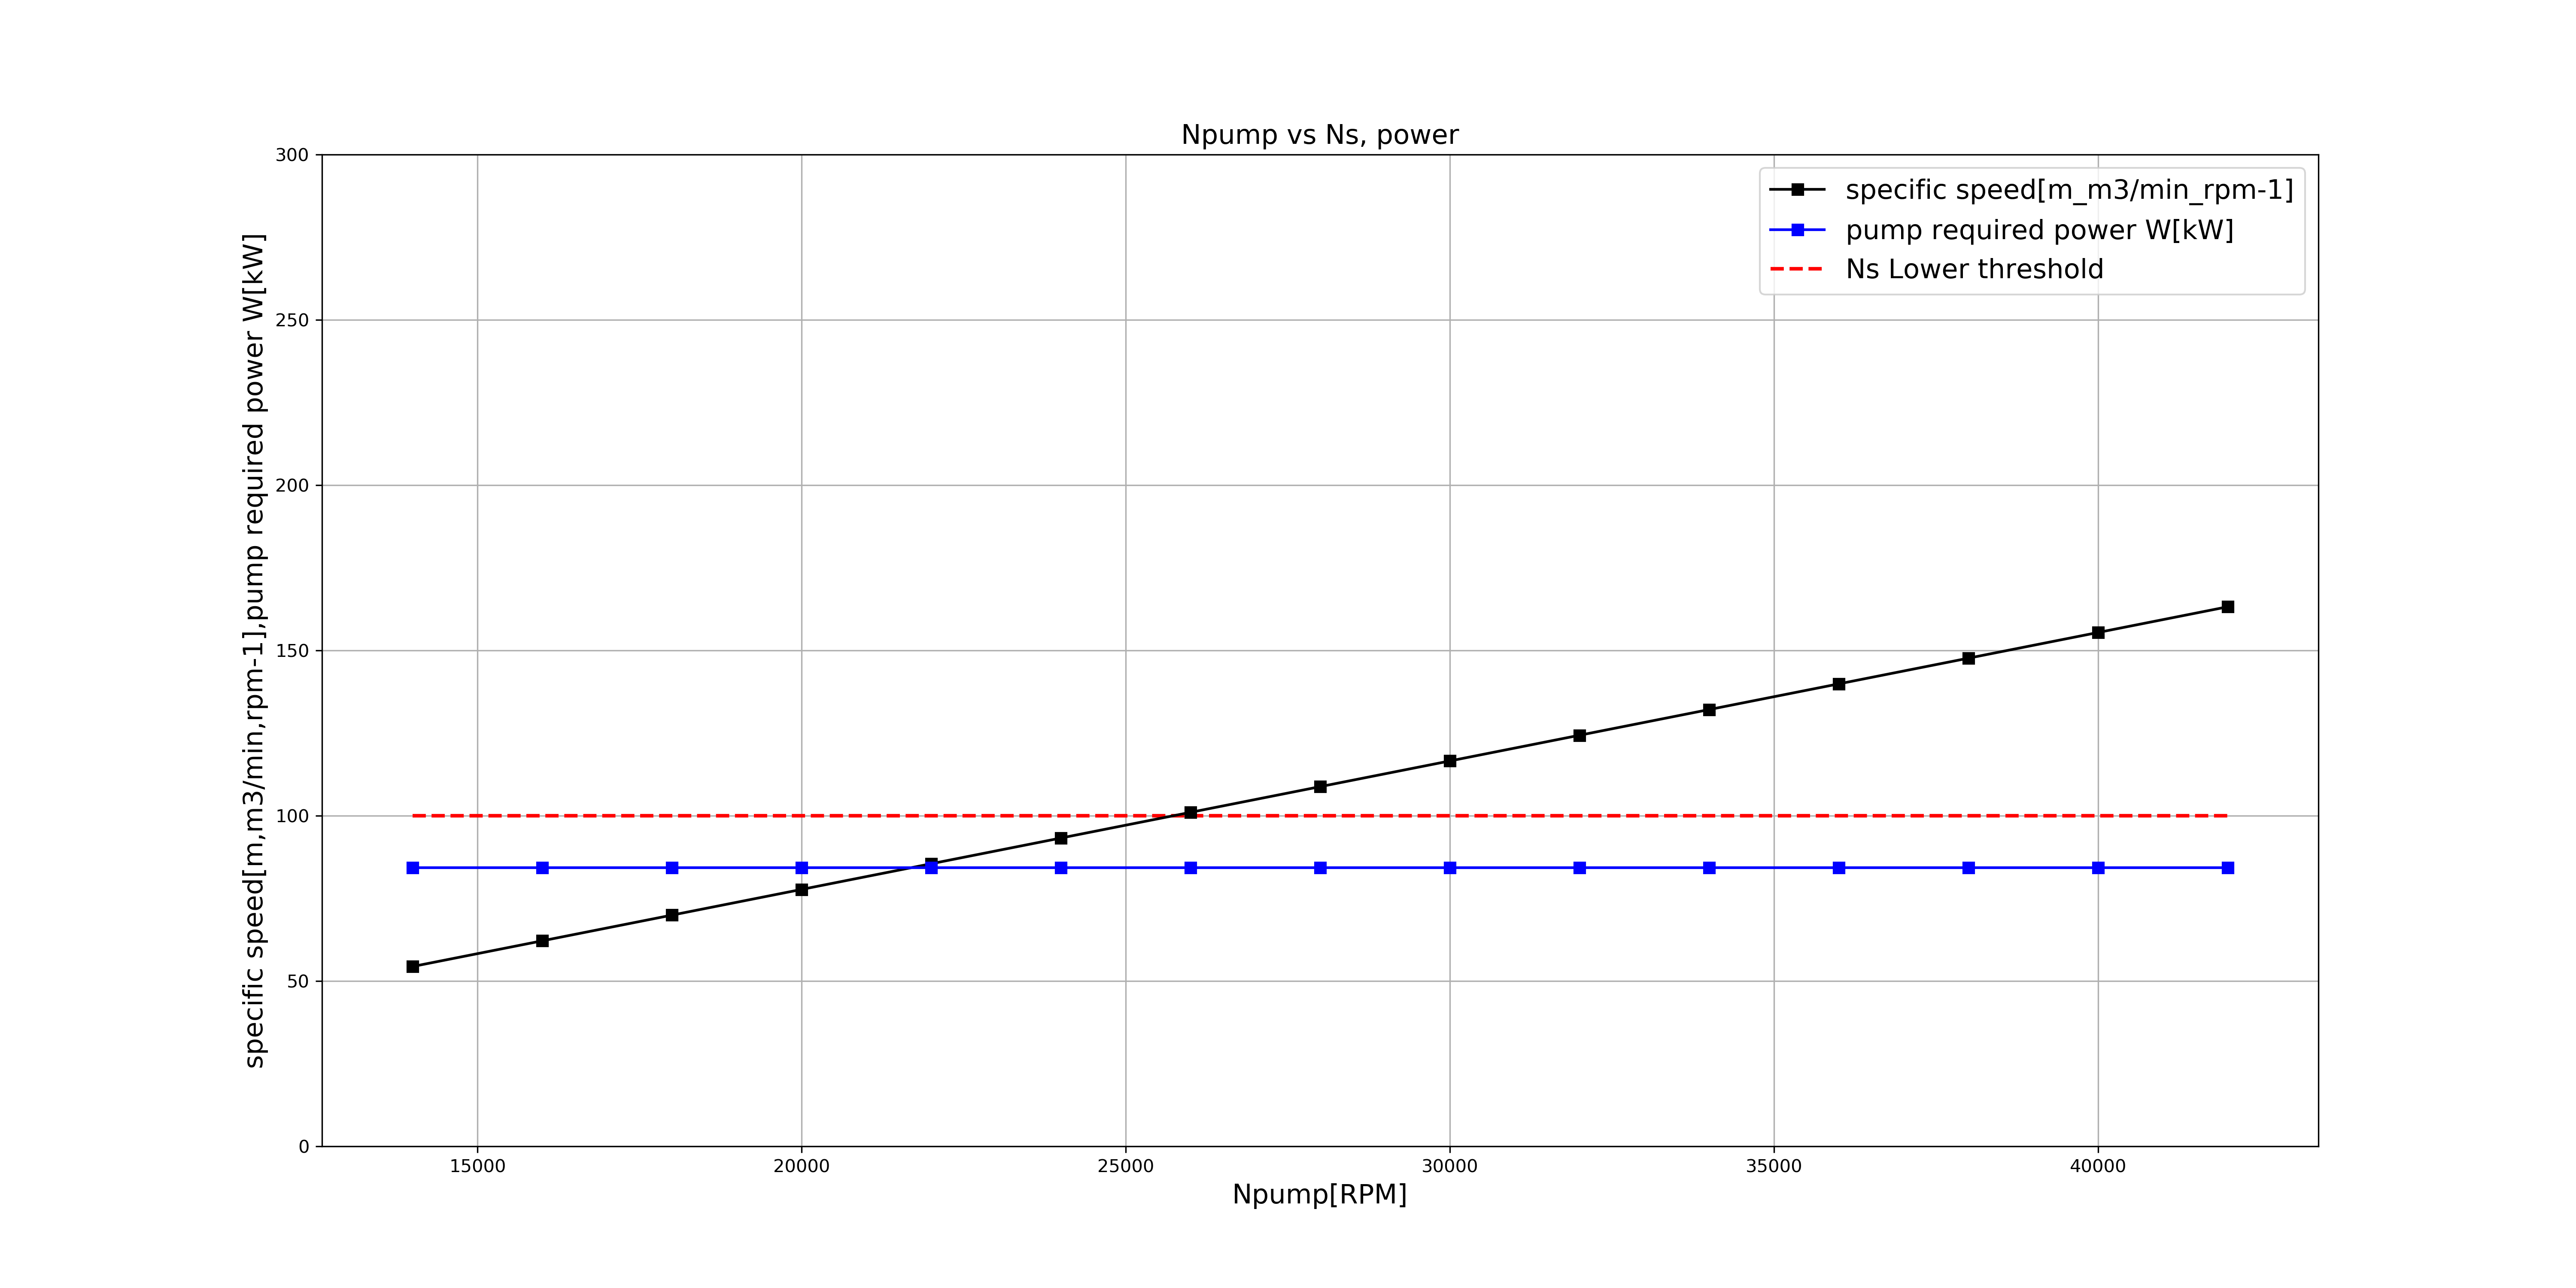 Npump vs Ns, power
specific speed[m_m3/min_rpm-1]
pump required power W[kW]
Ns Lower threshold
specific speed[m,m3/min,rpm-1],pump required power W[kW]
300
250
200
150
100
50
0
15000 20000 25000 30000 35000 40000
Npump[RPM]